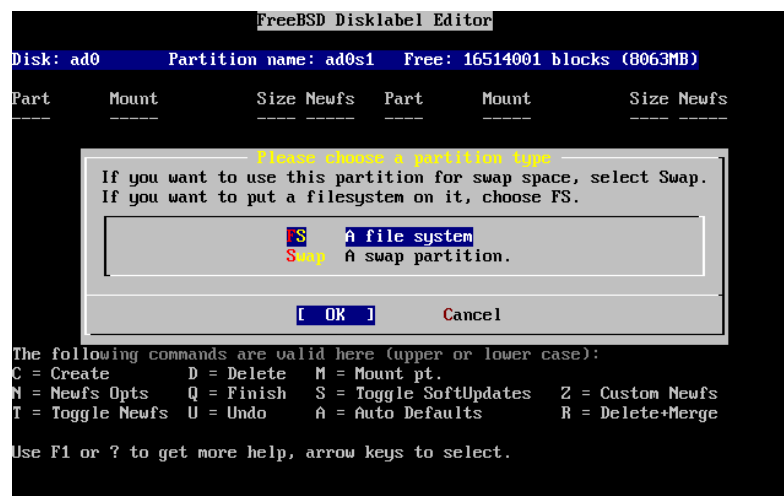 FreeBSD Disklabel Editor
Disk: ad0 Partition name: ad0s1 Free: 16514001 blocks (8063MB)
Part Mount Size Newfs Part Mount Size Newfs
---- ----- ---- ----- ---- ----- ---- -----
Please choose a partition type
If you want to use this partition for swap space, select Swap.
If you want to put a filesystem on it, choose FS.
FS A file system
Swap A swap partition.
[ OK ] Cancel
The following commands are valid here (upper or lower case):
C = Create D = Delete M = Mount pt.
N = Newfs Opts Q = Finish S = Toggle SoftUpdates Z = Custom Newfs
T = Toggle Newfs U = Undo A = Auto Defaults R = Delete+Merge
Use F1 or ? to get more help, arrow keys to select.